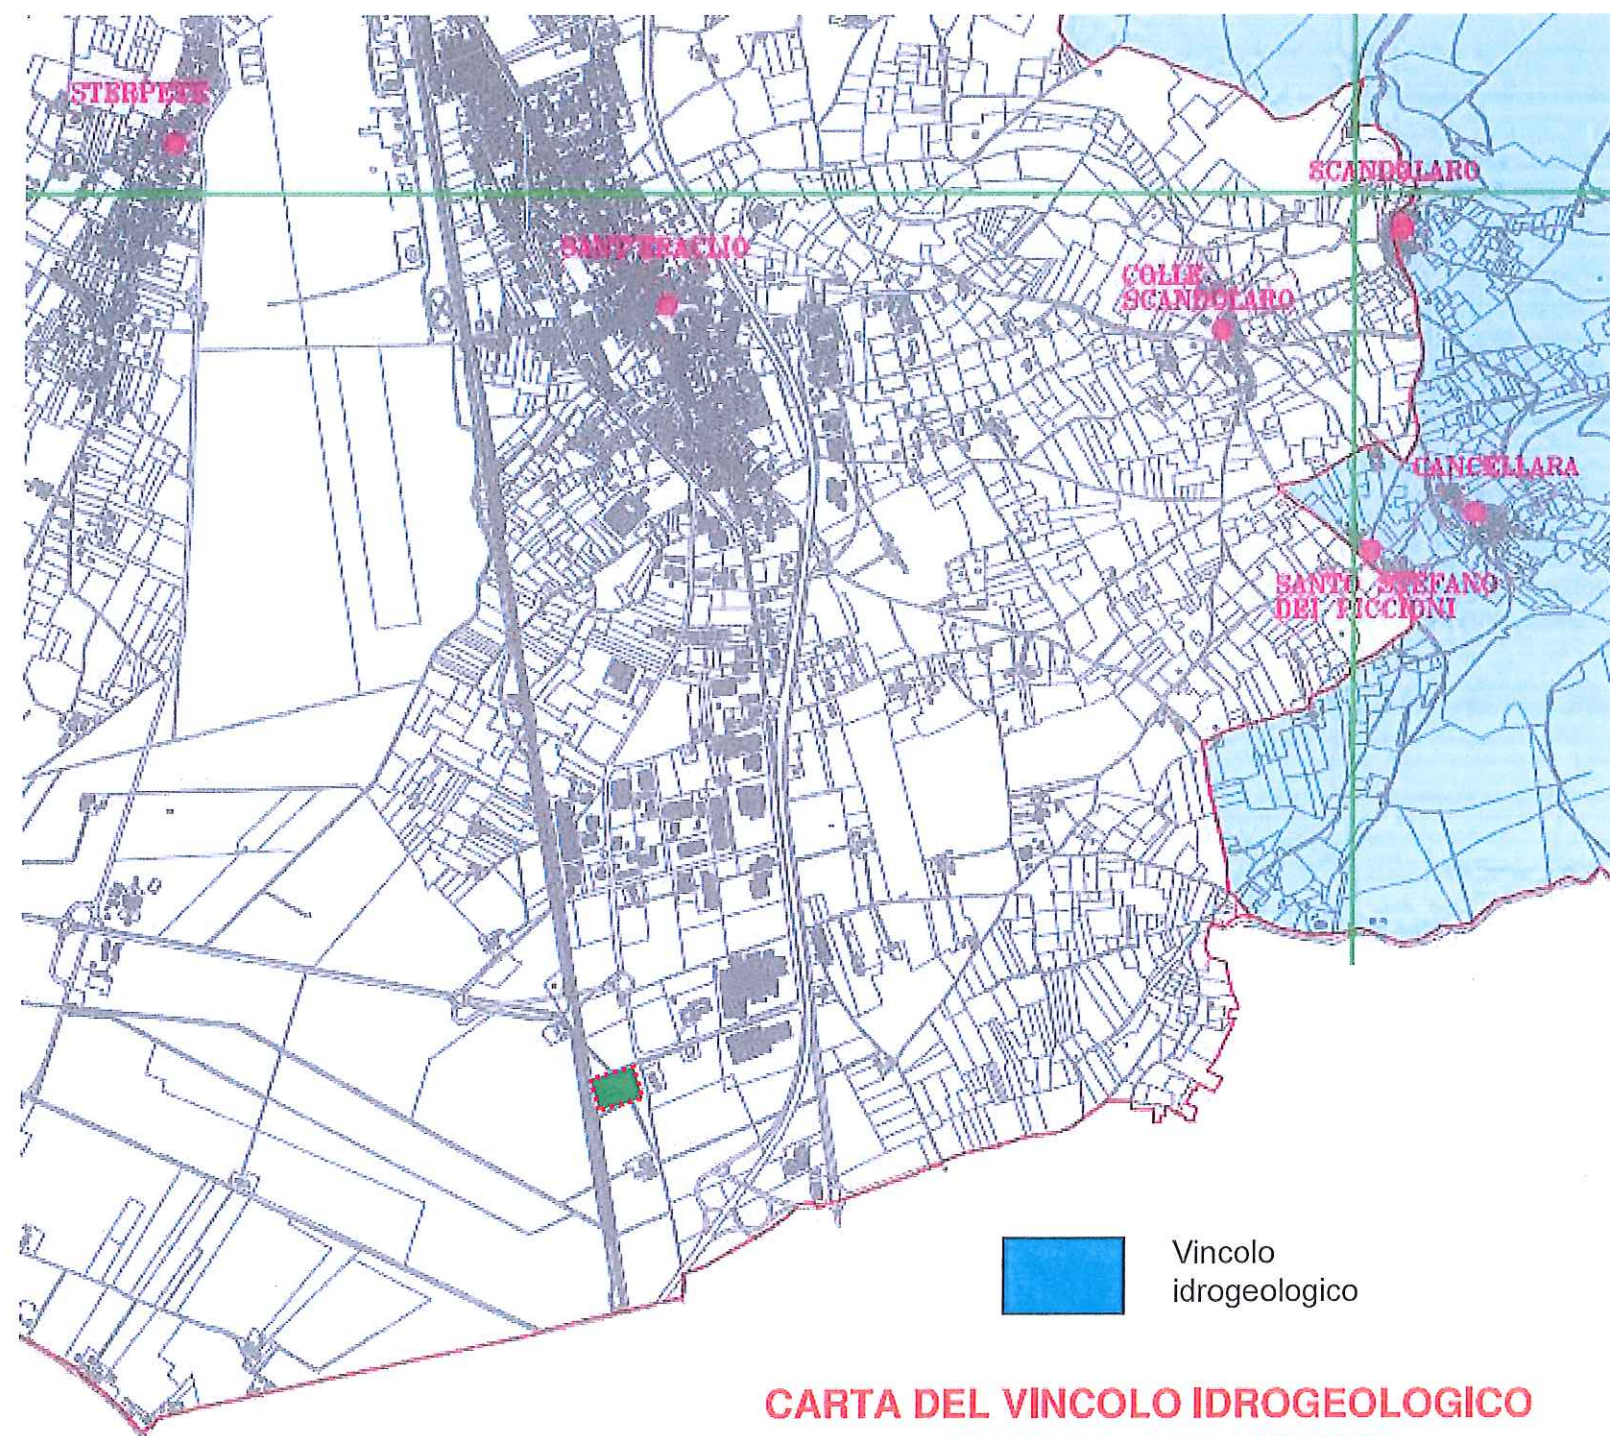 STERPETE
SCANDOLARO
SANT'ERACLIO
COLLE
SCANDOLARO
CANCELLARA
SANTO STEFANO
DEI PICCIONI
Vincolo
idrogeologico
CARTA DEL VINCOLO IDROGEOLOGICO